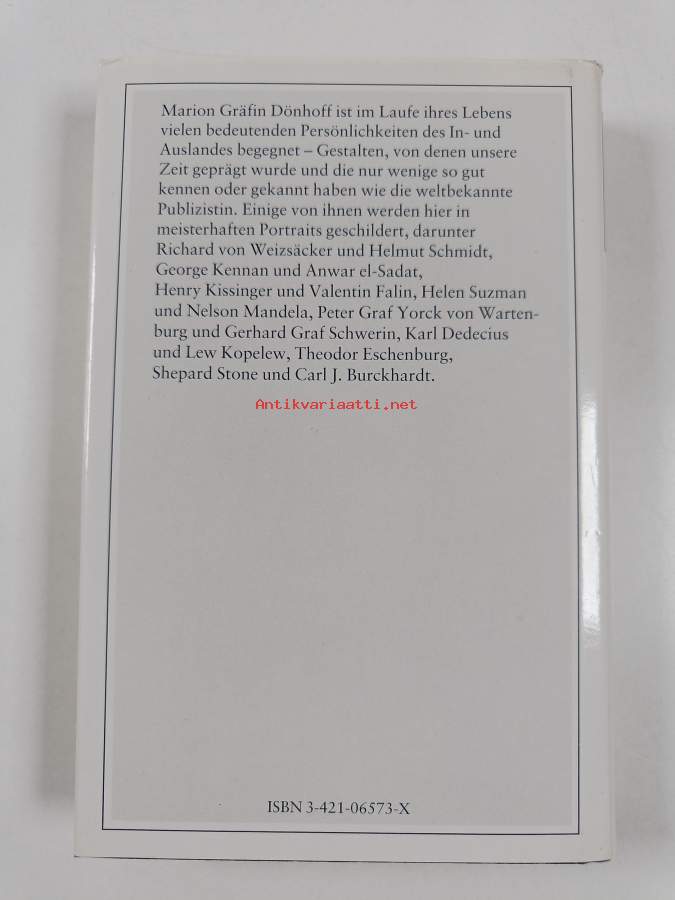 Marion Gräfin Dönhoff ist im Laufe ihres Lebens
vielen bedeutenden Persönlichkeiten des In- und
Auslandes begegnet – Gestalten, von denen unsere
Zeit geprägt wurde und die nur wenige so gut
kennen oder gekannt haben wie die weltbekannte
Publizistin. Einige von ihnen werden hier in
meisterhaften Portraits geschildert, darunter
Richard von Weizsäcker und Helmut Schmidt,
George Kennan und Anwar el-Sadat,
Henry Kissinger und Valentin Falin, Helen Suzman
und Nelson Mandela, Peter Graf Yorck von Warten-
burg und Gerhard Graf Schwerin, Karl Dedecius
und Lew Kopelew, Theodor Eschenburg,
Shepard Stone und Carl J. Burckhardt.
Antikvariaatti.net
ISBN 3-421-06573-X